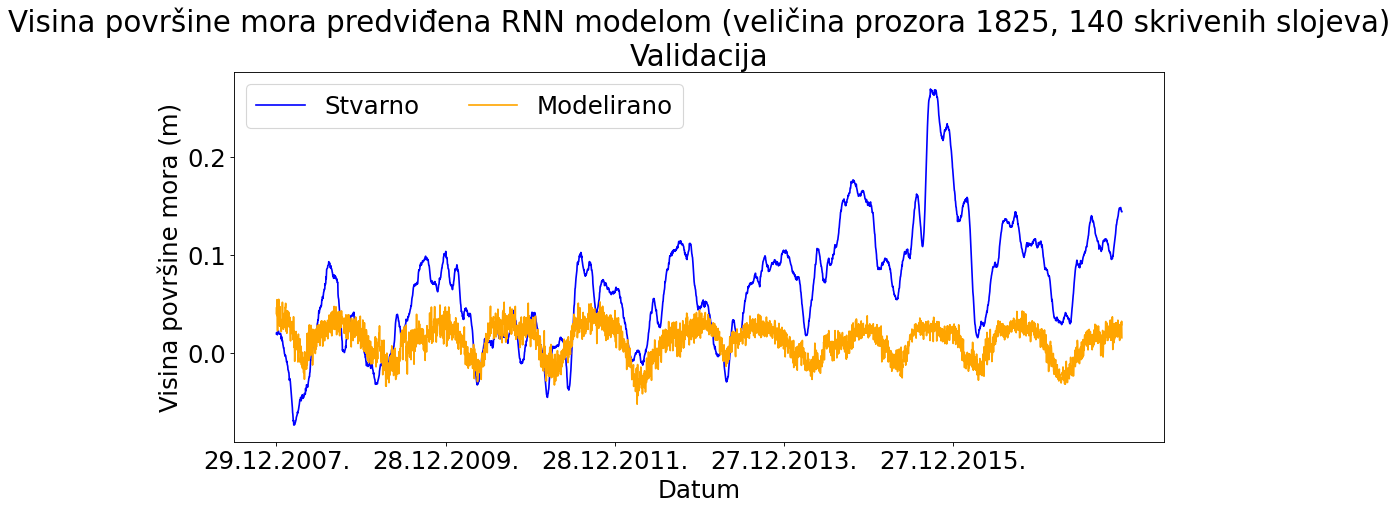 Visina površine mora predviđena RNN modelom (veličina prozora 1825, 140 skrivenih slojeva)
Validacija
Stvarno
Modelirano
Visina površine mora (m)
0.2
0.1
0.0
29.12.2007.
28.12.2009.
28.12.2011.
27.12.2013.
27.12.2015.
Datum